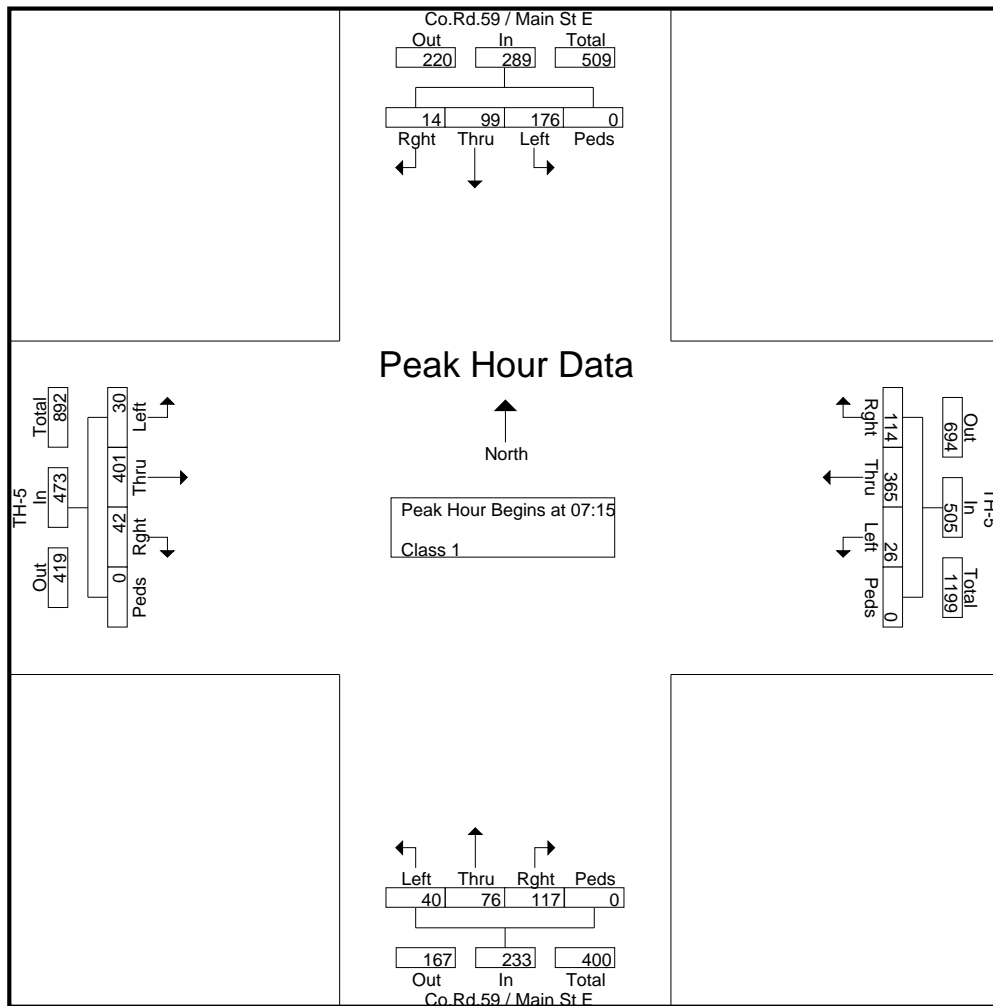 Co.Rd.59 / Main St E
Out In Total
220 289 509
14 99 176 0
Rght Thru Left Peds
Peak Hour Data
North
Peak Hour Begins at 07:15
Class 1
TH-5
Total In Out
892 473 419
30 401 42 0
Left Thru Rght Peds
TH-5
Out In Total
694 505 1199
114 365 26 0
Rght Thru Left Peds
Left Thru Rght Peds
40 76 117 0
167 233 400
Out In Total
Co.Rd.59 / Main St E